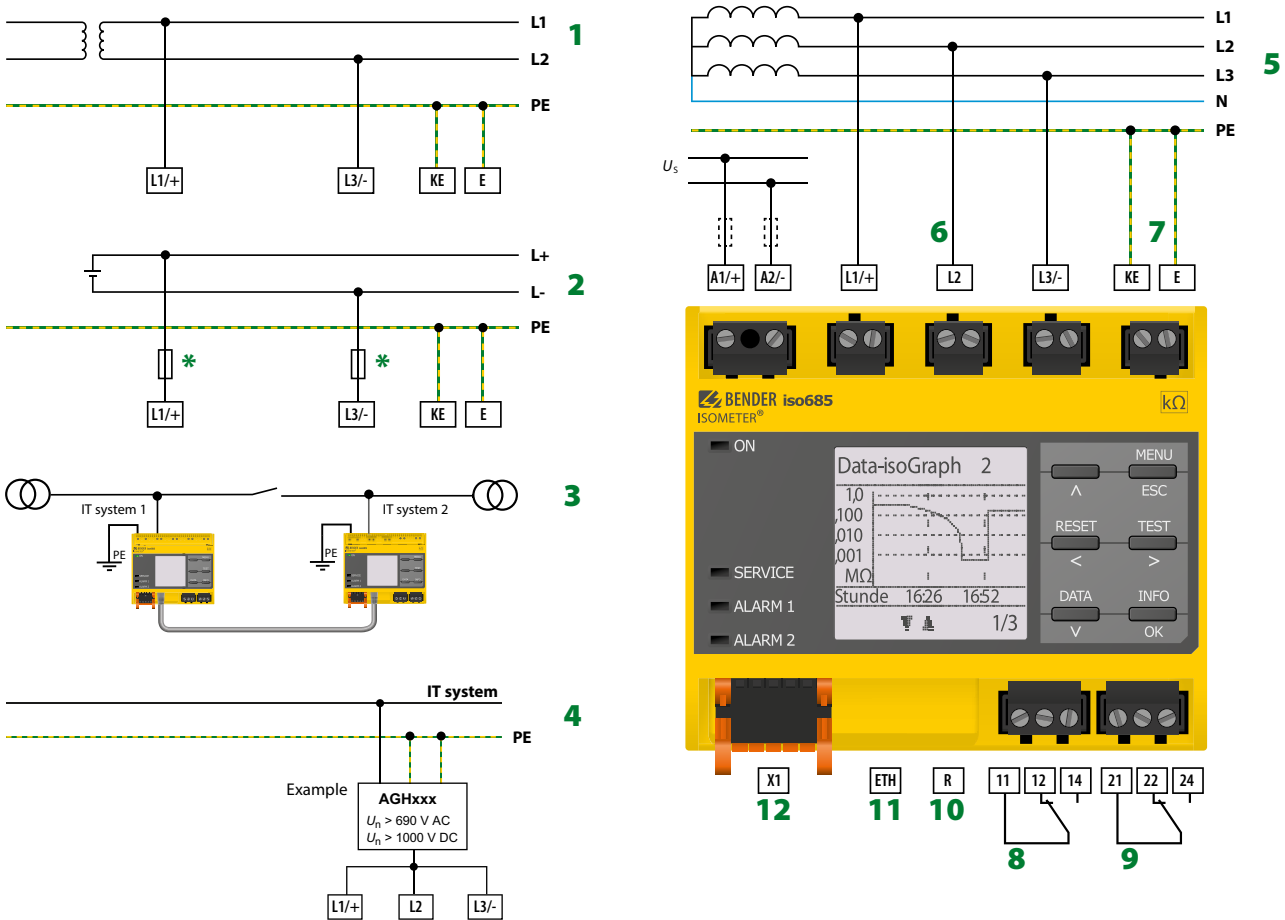 L1
1
L2
PE
L1/+
L3/-
KE
E
L+
2
L-
PE
*
*
L1/+
L3/-
KE
E
IT system 1
IT system 2
3
PE
PE
IT system
4
PE
Example
AGHxxx
Un > 690 V AC
Un > 1000 V DC
L1/+
L2
L3/-
L1
L2
5
L3
N
PE
Us
6
7
A1/+
A2/-
L1/+
L2
L3/-
KE
E
BENDER iso685
ISOMETER®
kΩ
ON
SERVICE
ALARM 1
ALARM 2
Data-isoGraph 2
1,0
,100
,010
,001
MΩ
Stunde 16:26 16:52
1/3
MENU
Λ
ESC
RESET
TEST
<
>
DATA
INFO
V
OK
X1
ETH
R
11
12
14
21
22
24
12
11
10
8
9